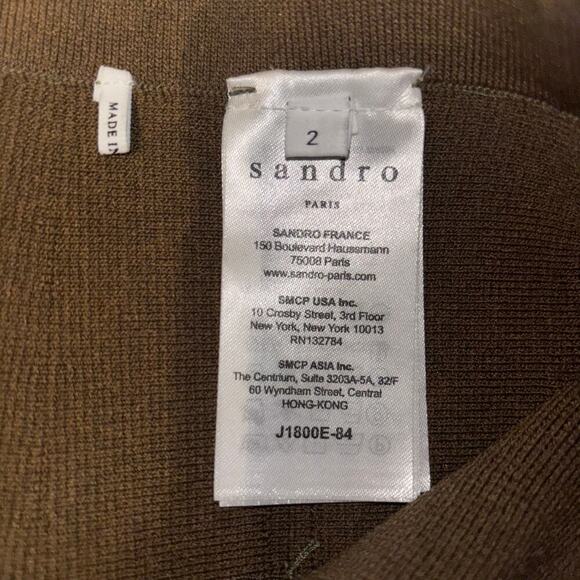 MADE IN
2
sandro
PARIS
SANDRO FRANCE
150 Boulevard Haussmann
75008 Paris
www.sandro-paris.com
SMCP USA Inc.
10 Crosby Street, 3rd Floor
New York, New York 10013
RN132784
SMCP ASIA Inc.
The Centrium, Suite 3203A-5A, 32/F
60 Wyndham Street, Central
HONG-KONG
J1800E-84